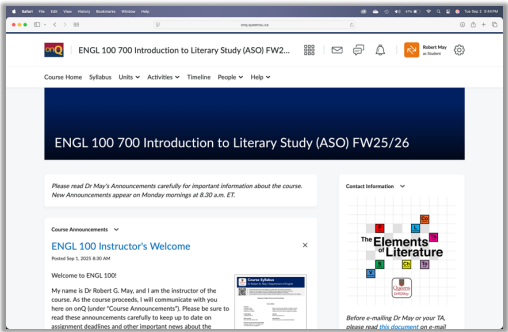 Safari File Edit View History Bookmarks Window Help
Tue Sep 2 8:49 PM
onq.queensu.ca
onQ
ENGL 100 700 Introduction to Literary Study (ASO) FW2...
Robert May
as Student
Course Home Syllabus Units Activities Timeline People Help
ENGL 100 700 Introduction to Literary Study (ASO) FW25/26
Please read Dr May's Announcements carefully for important information about the course.
New Announcements appear on Monday mornings at 8.30 a.m. ET.
Course Announcements
ENGL 100 Instructor's Welcome
Posted Sep 1, 2025 8:30 AM
Welcome to ENGL 100!
My name is Dr Robert G. May, and I am the instructor of the
course. As the course proceeds, I will communicate with you
here on onQ (under "Course Announcements"). Please be sure to
read these announcements carefully to keep up to date on
assignment deadlines and other important news about the
Course Syllabus
Contact Information
The Elements
of Literature
Queen's
Before e-mailing Dr May or your TA,
please read this document on e-mail